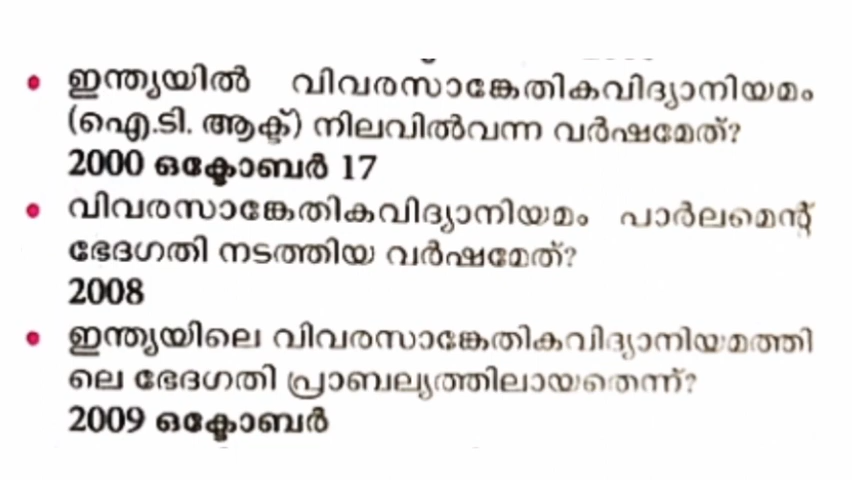 • ഇന്ത്യയിൽ വിവരസാങ്കേതികവിദ്യാനിയമം
(ഐ.ടി. ആക്ട്) നിലവിൽവന്ന വർഷമേത്?
2000 ഒക്ടോബർ 17
• വിവരസാങ്കേതികവിദ്യാനിയമം പാർലമെന്റ്
ഭേദഗതി നടത്തിയ വർഷമേത്?
2008
• ഇന്ത്യയിലെ വിവരസാങ്കേതികവിദ്യാനിയമത്തി
ലെ ഭേദഗതി പ്രാബല്യത്തിലായതെന്ന്?
2009 ഒക്ടോബർ